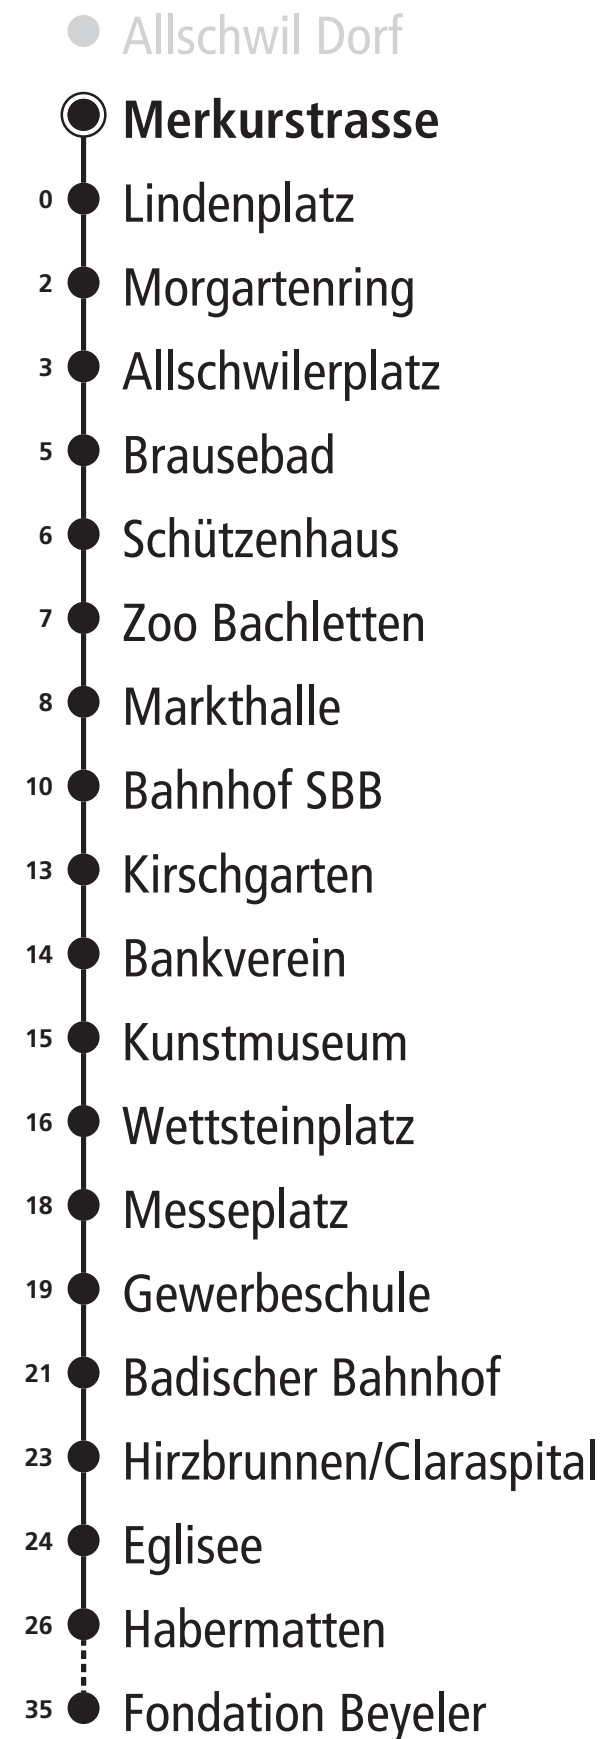 Allschwil Dorf
Merkurstrasse
0 Lindenplatz
2 Morgartenring
3 Allschwilerplatz
5 Brausebad
6 Schützenhaus
7 Zoo Bachletten
8 Markthalle
10 Bahnhof SBB
13 Kirschgarten
14 Bankverein
15 Kunstmuseum
16 Wettsteinplatz
18 Messeplatz
19 Gewerbeschule
21 Badischer Bahnhof
23 Hirzbrunnen/Claraspital
24 Eglisee
26 Habermatten
35 Fondation Beyeler